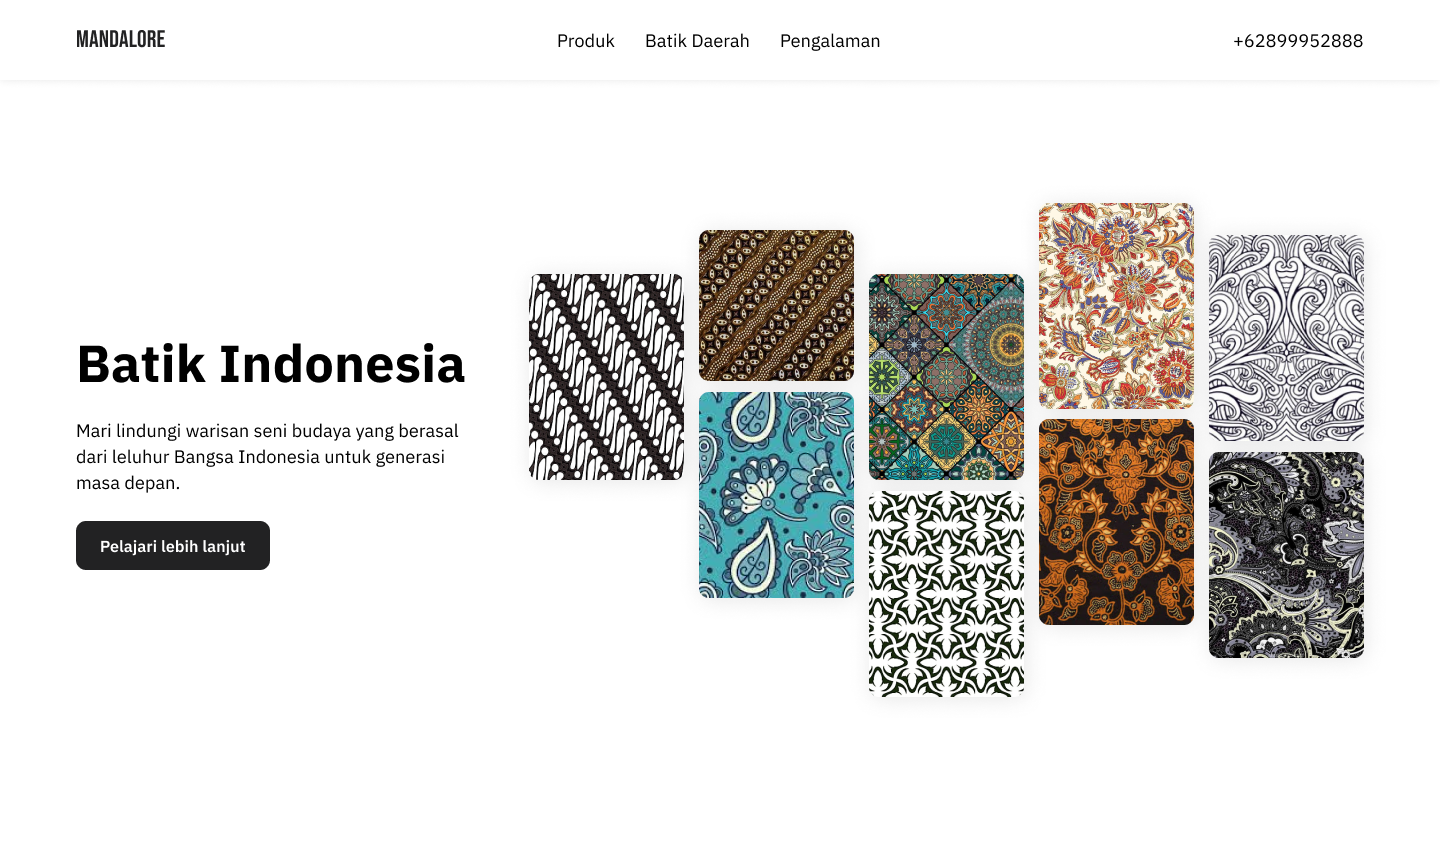 MANDALORE
Produk
Batik Daerah
Pengalaman
+62899952888
Batik Indonesia
Mari lindungi warisan seni budaya yang berasal
dari leluhur Bangsa Indonesia untuk generasi
masa depan.
Pelajari lebih lanjut